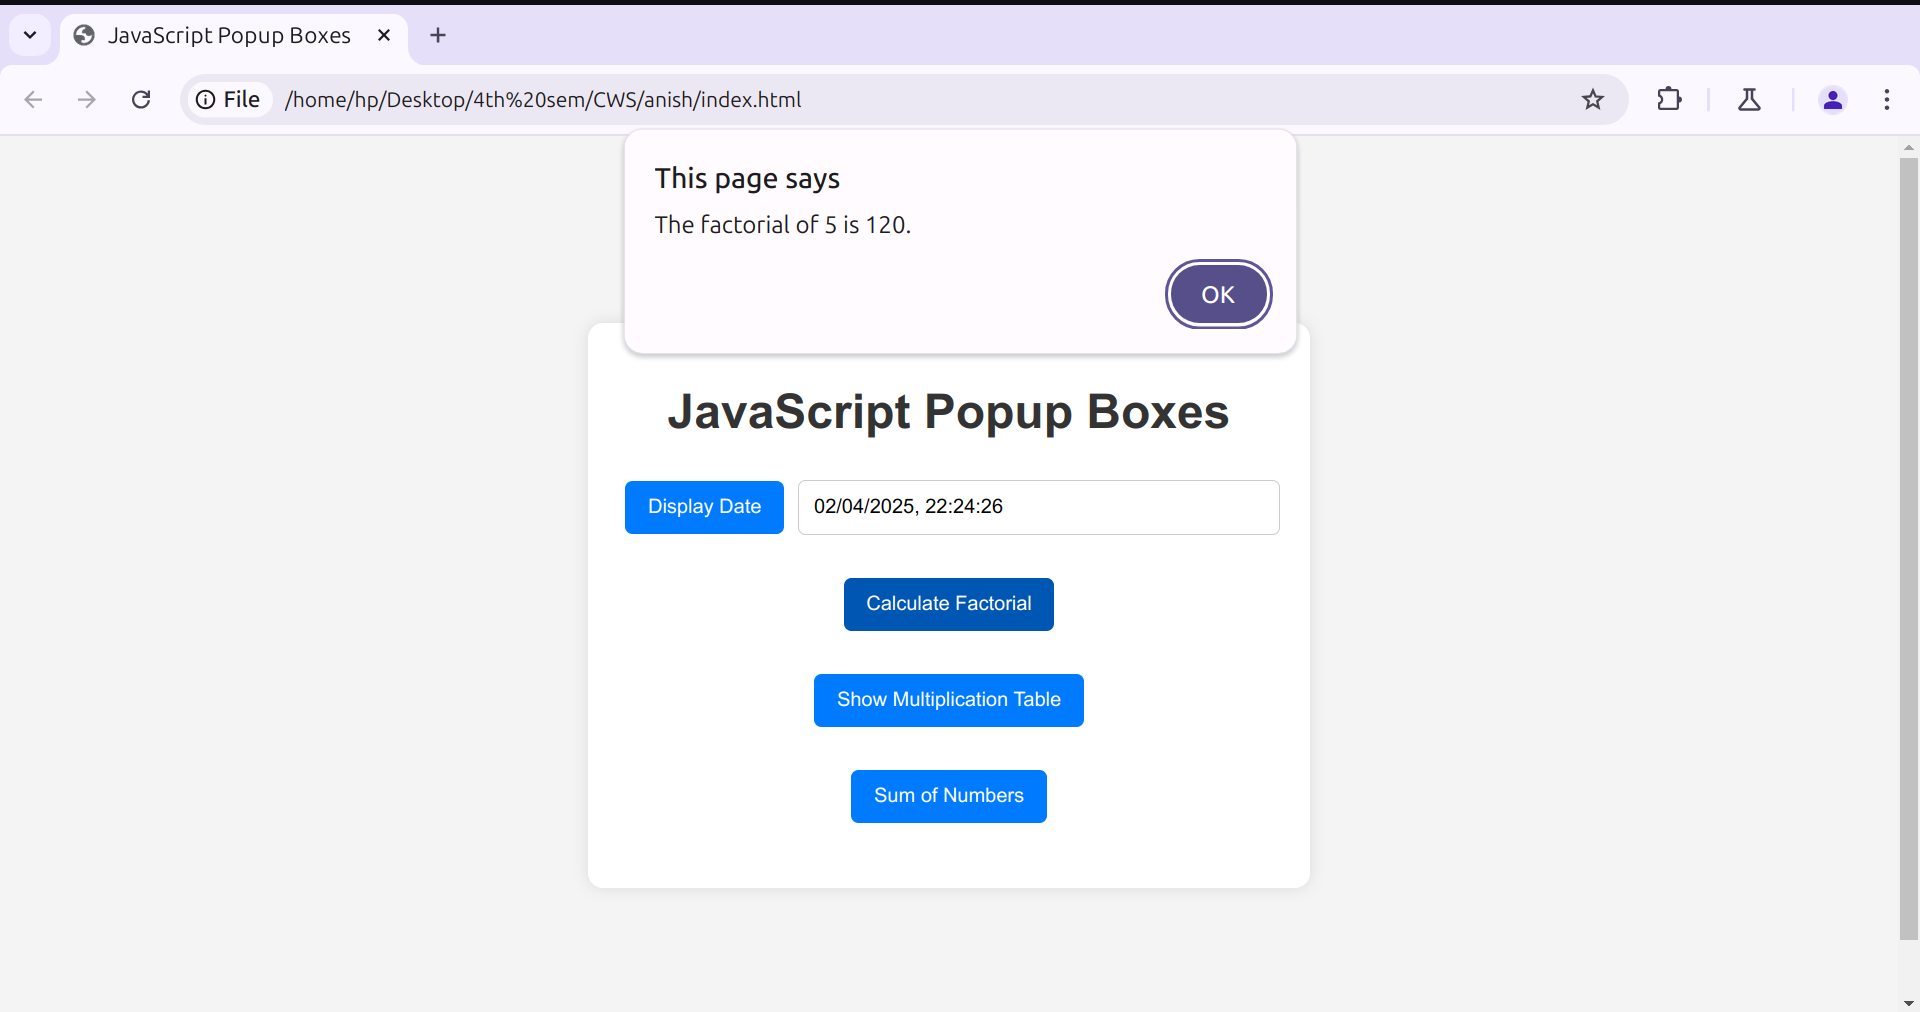 JavaScript Popup Boxes
File /home/hp/Desktop/4th%20sem/CWS/anish/index.html
This page says
The factorial of 5 is 120.
OK
JavaScript Popup Boxes
Display Date 02/04/2025, 22:24:26
Calculate Factorial
Show Multiplication Table
Sum of Numbers